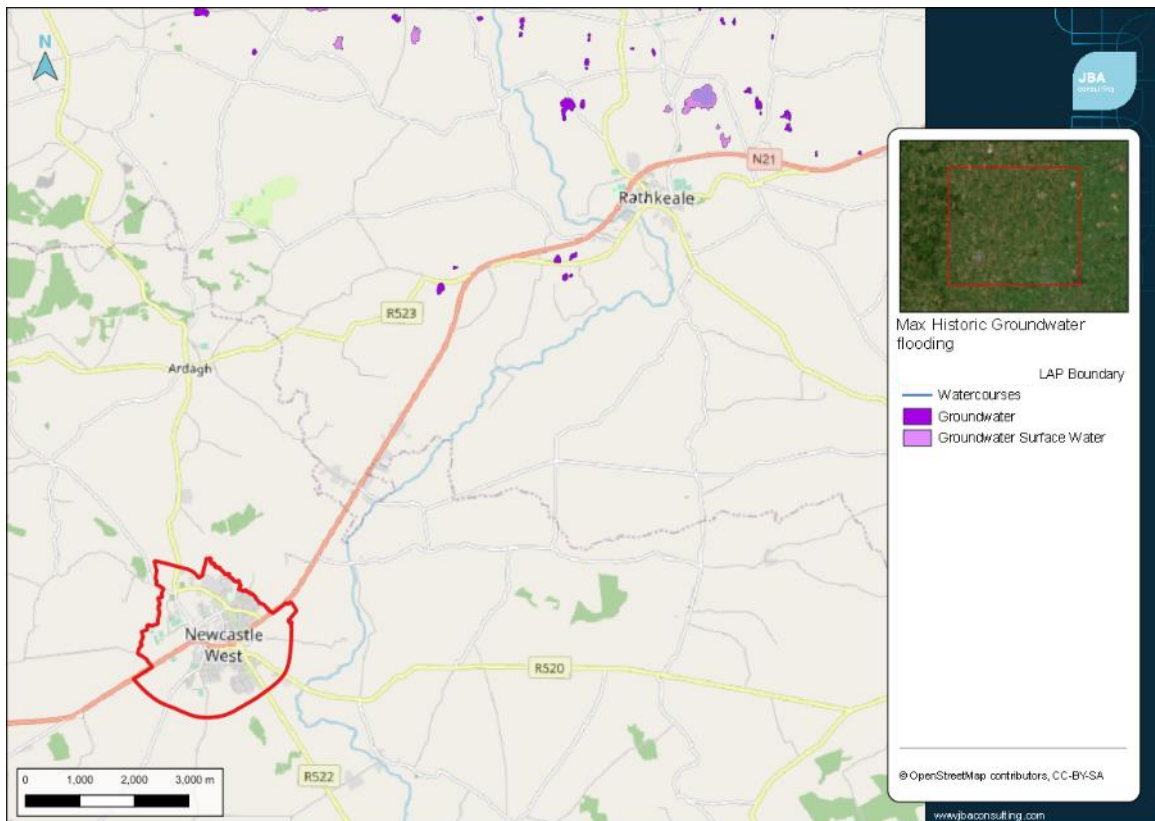 N
JBA
consulting
N21
Rathkeale
R523
Ardagh
Newcastle
West
R520
R522
0 1,000 2,000 3,000 m
Max Historic Groundwater
flooding
LAP Boundary
Watercourses
Groundwater
Groundwater Surface Water
© OpenStreetMap contributors, CC-BY-SA
www.jbaconsulting.com